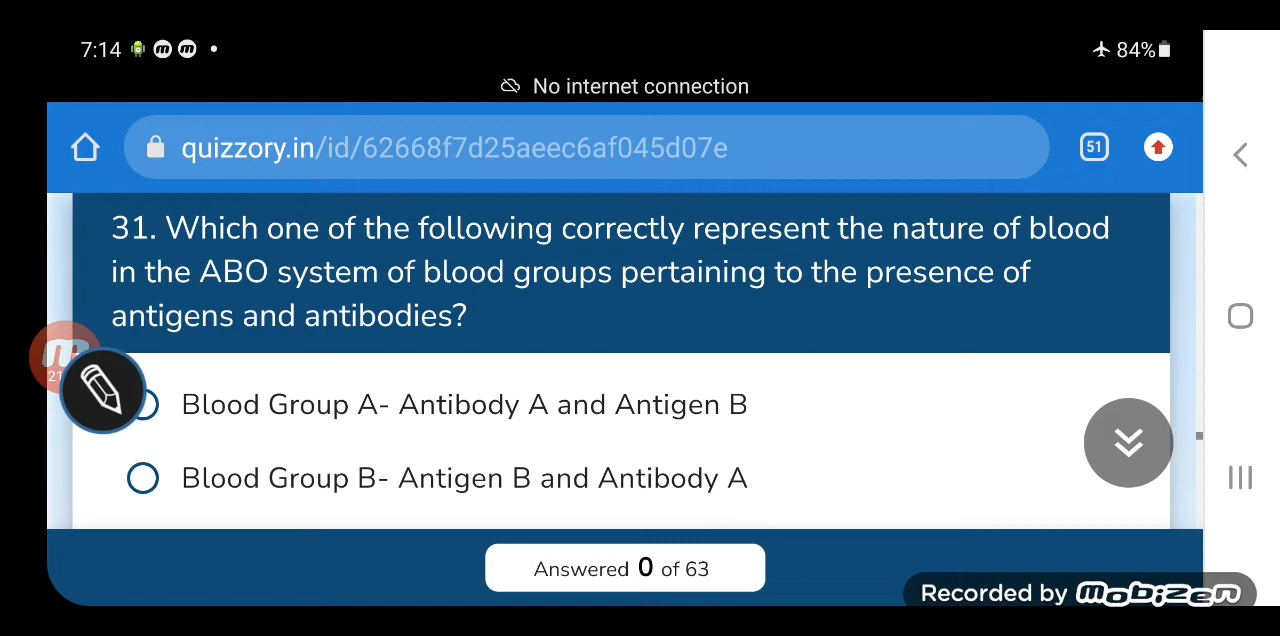 7:14
84%
No internet connection
quizzory.in/id/62668f7d25aeec6af045d07e
51
31. Which one of the following correctly represent the nature of blood
in the ABO system of blood groups pertaining to the presence of
antigens and antibodies?
21
Blood Group A- Antibody A and Antigen B
Blood Group B- Antigen B and Antibody A
Answered 0 of 63
Recorded by Mobizen